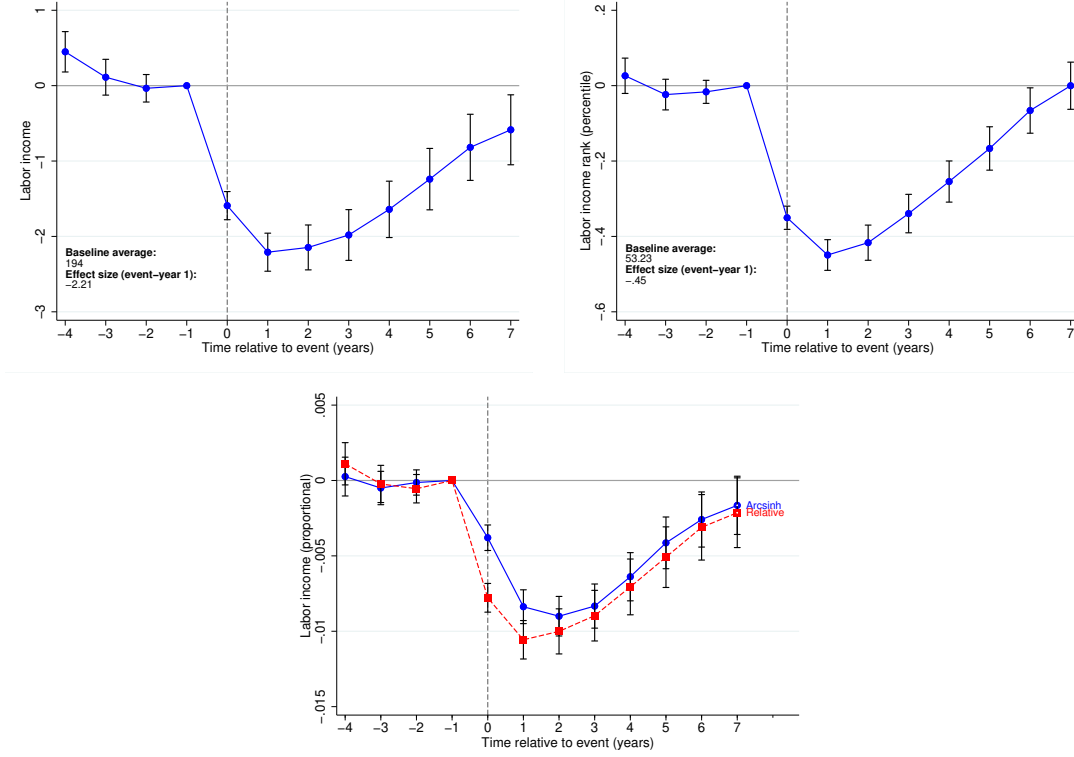 1
0
−1
−2
−3
Labor income
Baseline average:
194
Effect size (event−year 1):
−2.21
−4 −3 −2 −1 0 1 2 3 4 5 6 7
Time relative to event (years)
.2
0
−.2
−.4
−.6
Labor income rank (percentile)
Baseline average:
53.23
Effect size (event−year 1):
−.45
−4 −3 −2 −1 0 1 2 3 4 5 6 7
Time relative to event (years)
.005
0
−.005
−.01
−.015
Labor income (proportional)
Arcsinh
Relative
−4 −3 −2 −1 0 1 2 3 4 5 6 7
Time relative to event (years)